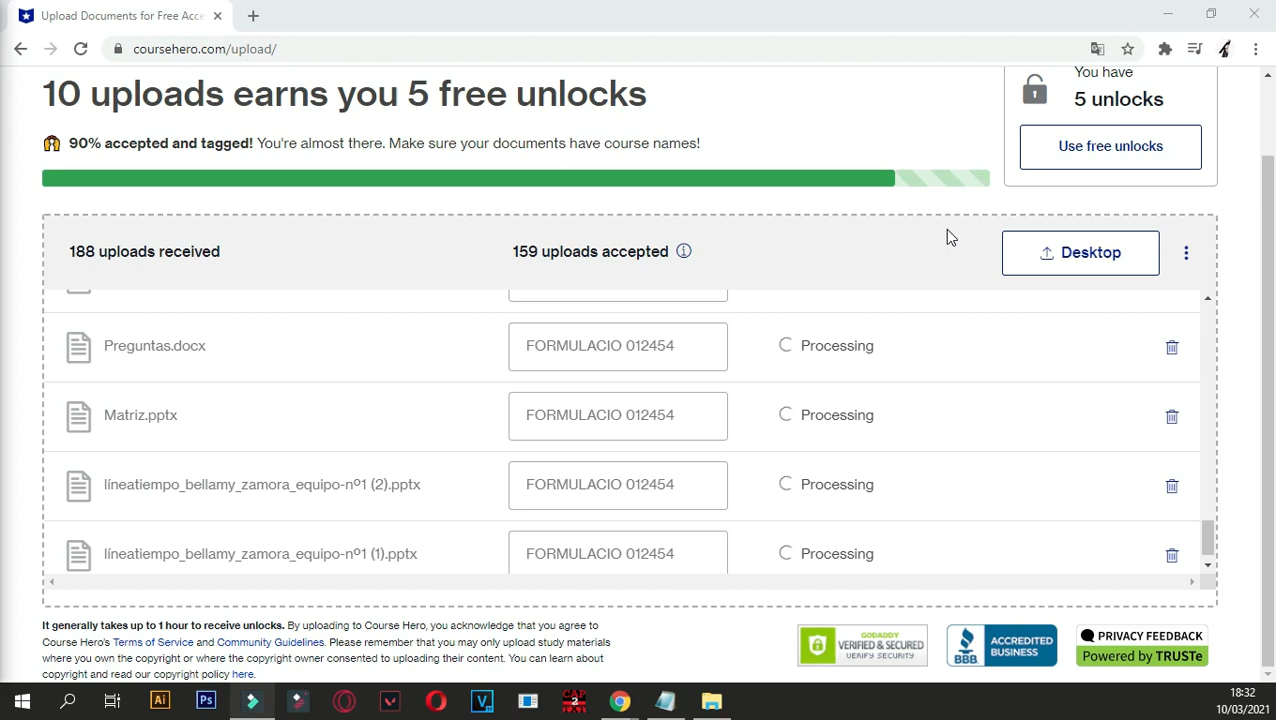 Upload Documents for Free Acce
coursehero.com/upload/
10 uploads earns you 5 free unlocks
You have
5 unlocks
90% accepted and tagged! You're almost there. Make sure your documents have course names!
Use free unlocks
188 uploads received
159 uploads accepted
Desktop
Preguntas.docx
FORMULACIO 012454
Processing
Matriz.pptx
FORMULACIO 012454
Processing
líneatiempo_bellamy_zamora_equipo-nº1 (2).pptx
FORMULACIO 012454
Processing
líneatiempo_bellamy_zamora_equipo-nº1 (1).pptx
FORMULACIO 012454
Processing
It generally takes up to 1 hour to receive unlocks. By uploading to Course Hero, you acknowledge that you agree to
Course Hero's Terms of Service and Community Guidelines. Please remember that you may only upload study materials
where you own the copyright or where the copyright owner consented to uploading their content. You can learn about
copyright and read our copyright policy here.
GODADDY
VERIFIED & SECURED
VERIFY SECURITY
BBB.
ACCREDITED
BUSINESS
PRIVACY FEEDBACK
Powered by TRUSTe
Ai
Ps
V
CAP
2
18:32
10/03/2021